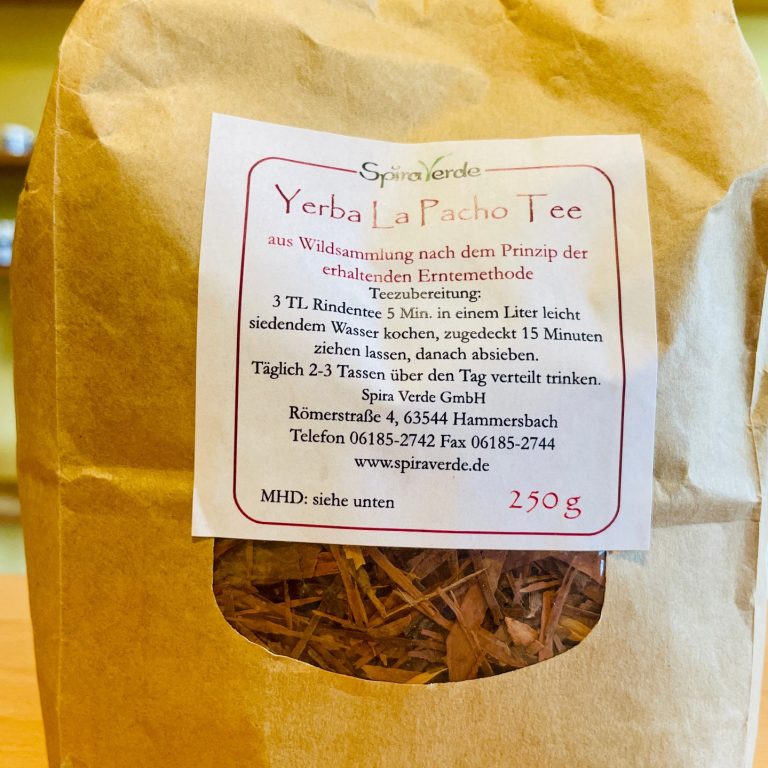 Spira Verde
Yerba La Pacho Tee
aus Wildsammlung nach dem Prinzip der
erhaltenden Erntemethode
Teezubereitung:
3 TL Rindentee 5 Min. in einem Liter leicht
siedendem Wasser kochen, zugedeckt 15 Minuten
ziehen lassen, danach absieben.
Täglich 2-3 Tassen über den Tag verteilt trinken.
Spira Verde GmbH
Römerstraße 4, 63544 Hammersbach
Telefon 06185-2742 Fax 06185-2744
www.spiraverde.de
MHD: siehe unten 250 g